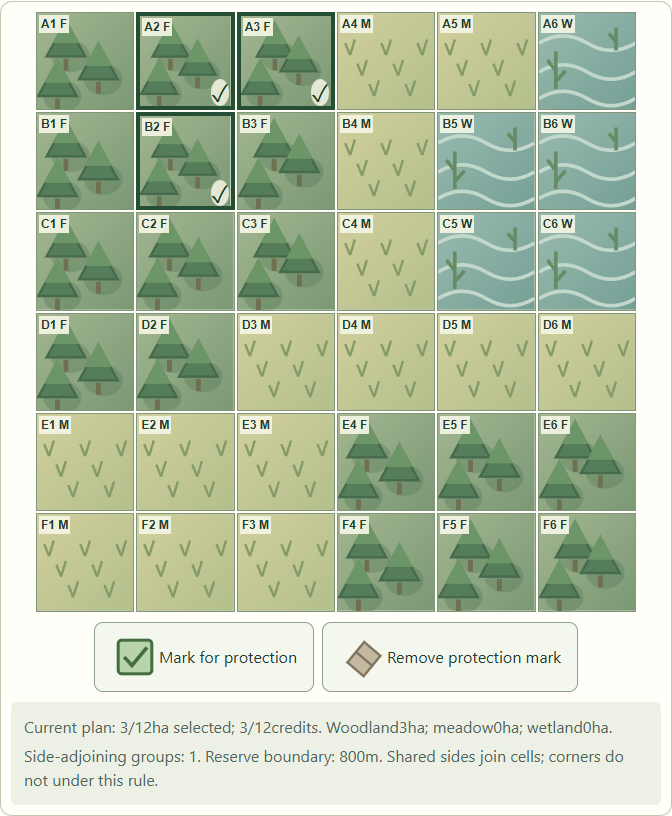 A1 F A2 F A3 F A4 M A5 M A6 W
B1 F B2 F B3 F B4 M B5 W B6 W
C1 F C2 F C3 F C4 M C5 W C6 W
D1 F D2 F D3 M D4 M D5 M D6 M
E1 M E2 M E3 M E4 F E5 F E6 F
F1 M F2 M F3 M F4 F F5 F F6 F
Mark for protection Remove protection mark
Current plan: 3/12ha selected; 3/12credits. Woodland3ha; meadow0ha; wetland0ha.
Side-adjoining groups: 1. Reserve boundary: 800m. Shared sides join cells; corners do
not under this rule.